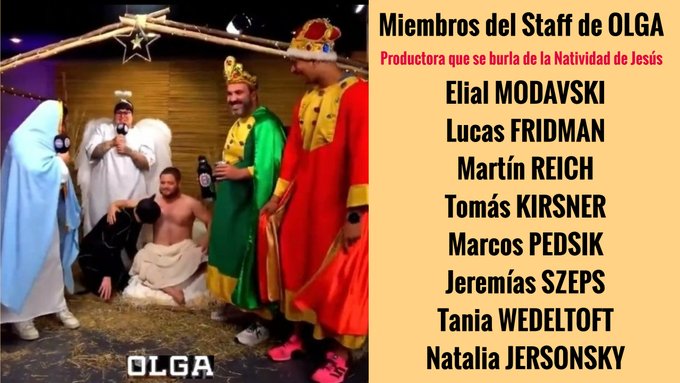 Miembros del Staff de OLGA
Productora que se burla de la Natividad de Jesús
Elial MODAVSKI
Lucas FRIDMAN
Martín REICH
Tomás KIRSNER
Marcos PEDSIK
Jeremías SZEPS
Tania WEDELTOFT
Natalia JERSONSKY
OLGA